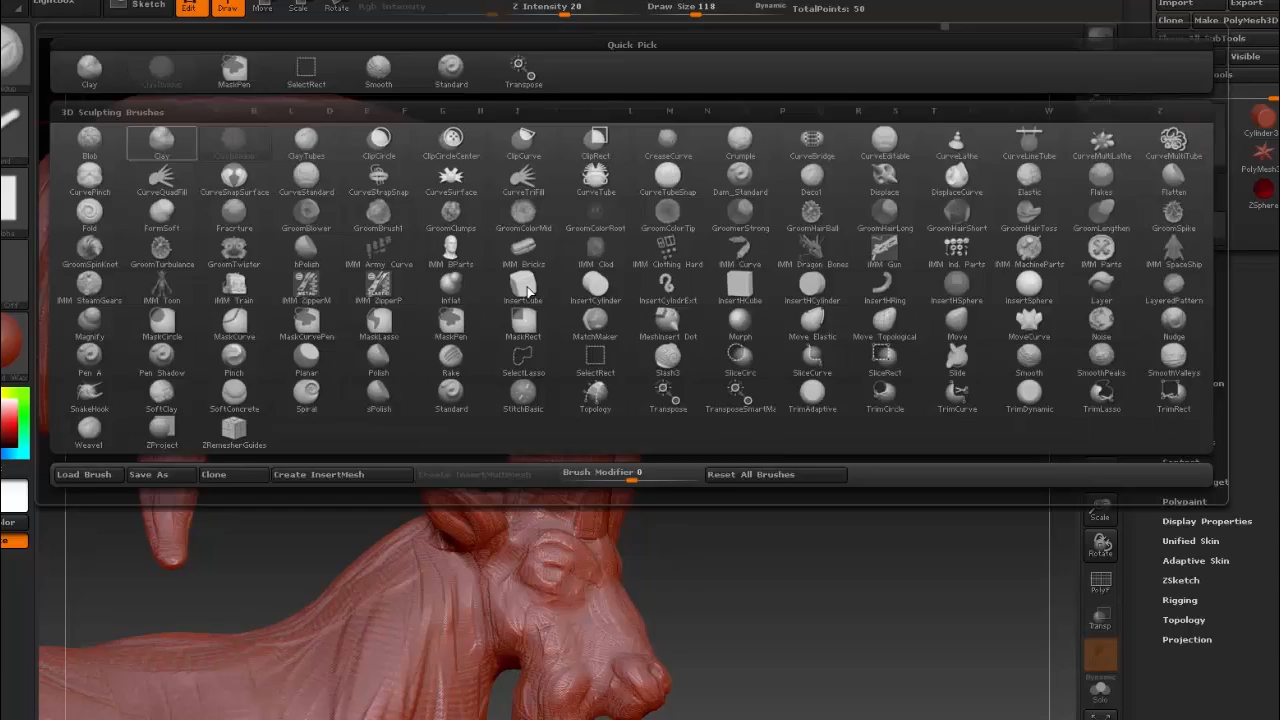 LightBox Sketch Edit Draw Move Scale Rotate Rgb Intensity Z Intensity 20 Draw Size 118 Dynamic TotalPoints: 50 Import Export
Clone Make PolyMesh3D
Visible
Quick Pick
Clay MaskPen SelectRect Smooth Standard Transpose
3D Sculpting Brushes
Blob Clay ClayTubes ClipCircle ClipCircleCenter ClipCurve ClipRect CreaseCurve Crumple CurveBridge CurveEditable CurveLathe CurveLineTube CurveMultiLathe CurveMultiTube
CurvePinch CurveQuadFill CurveSnapSurface CurveStandard CurveStrapSnap CurveSurface CurveTriFill CurveTube CurveTubeSnap Dam_Standard Deco1 Displace DisplaceCurve Elastic Flakes Flatten
Fold FormSoft Fracrture GroomBlower GroomBrush1 GroomClumps GroomColorMid GroomColorRoot GroomColorTip GroomerStrong GroomHairBall GroomHairLong GroomHairShort GroomHairToss GroomLengthen GroomSpike
GroomSpinKnot GroomTurbulence GroomTwister hPolish IMM Army Curve IMM BParts IMM Bricks IMM Clod IMM Clothing Hard IMM Curve IMM Dragon Bones IMM Gun IMM Ind. Parts IMM MachineParts IMM Parts IMM SpaceShip
IMM SteamGears IMM Toon IMM Train IMM ZipperM IMM ZipperP Inflat InsertCube InsertCylinder InsertCylndrExt InsertHCube InsertHCylinder InsertHRing InsertHSphere InsertSphere Layer LayeredPattern
Magnify MaskCircle MaskCurve MaskCurvePen MaskLasso MaskPen MaskRect MatchMaker MeshInsert Dot Morph Move Elastic Move Topological Move MoveCurve Noise Nudge
Pen A Pen Shadow Pinch Planar Polish Rake SelectLasso SelectRect Slash3 SliceCirc SliceCurve SliceRect Slide Smooth SmoothPeaks SmoothValleys
SnakeHook SoftClay SoftConcrete Spiral sPolish Standard StitchBasic Topology Transpose TransposeSmartMa TrimAdaptive TrimCircle TrimCurve TrimDynamic TrimLasso TrimRect
Weave1 ZProject ZRemesherGuides
Load Brush Save As Clone Create InsertMesh Create InsertMultiMesh Brush Modifier 0 Reset All Brushes
Cylinder3
PolyMesh3
ZSphere
Polypaint
Display Properties
Unified Skin
Adaptive Skin
ZSketch
Rigging
Topology
Projection
Scale
Rotate
PolyF
Transp
Dynamic
Solo